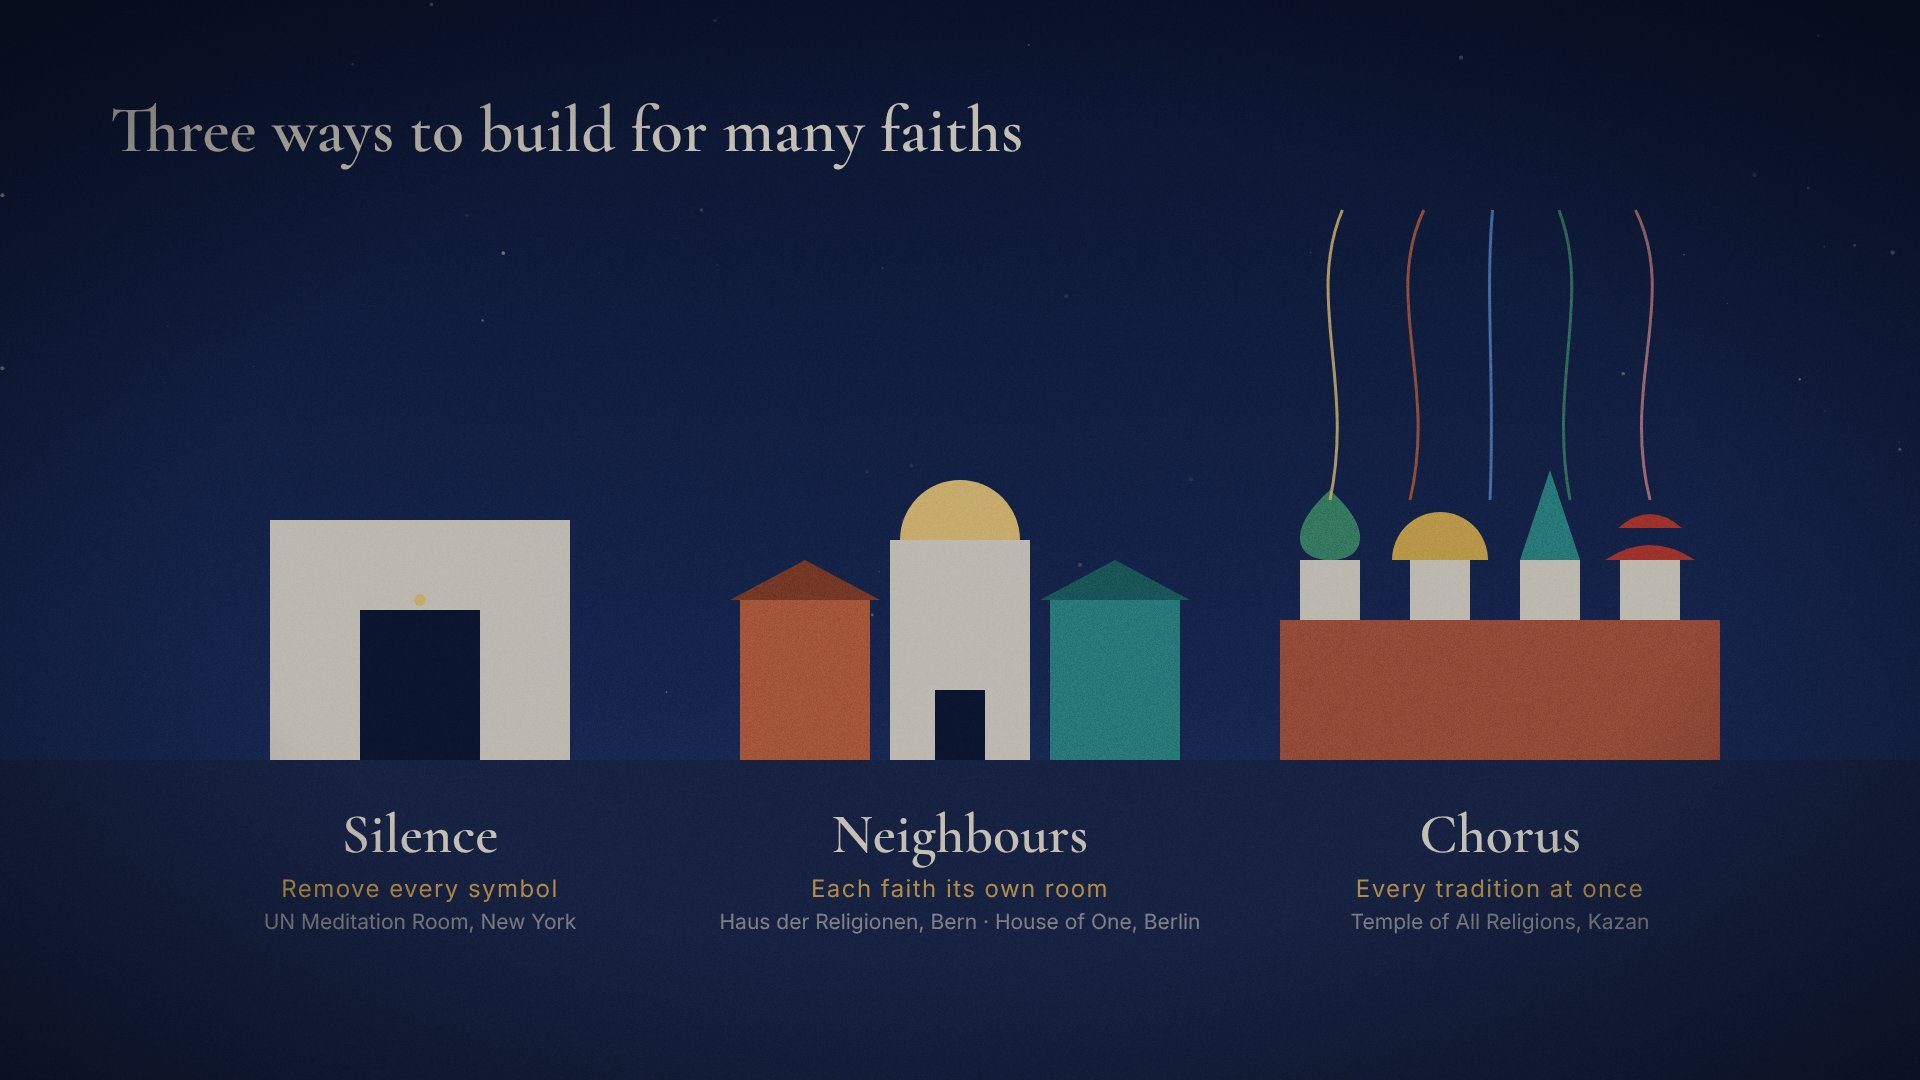 Three ways to build for many faiths
Silence
Remove every symbol
UN Meditation Room, New York
Neighbours
Each faith its own room
Haus der Religionen, Bern · House of One, Berlin
Chorus
Every tradition at once
Temple of All Religions, Kazan